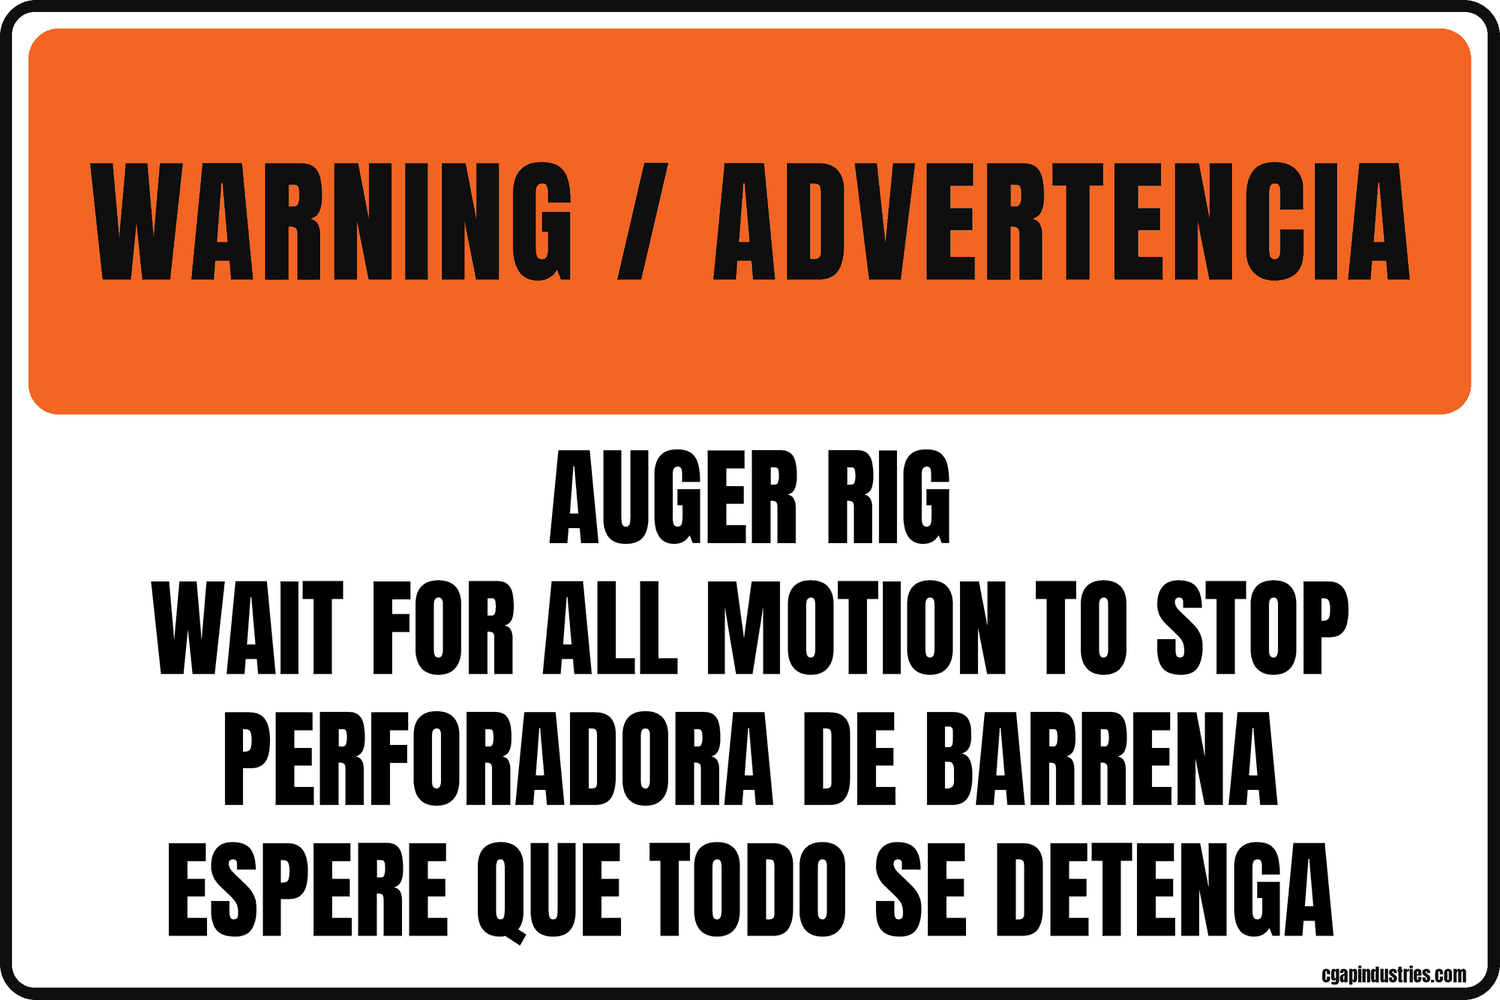 WARNING / ADVERTENCIA
AUGER RIG
WAIT FOR ALL MOTION TO STOP
PERFORADORA DE BARRENA
ESPERE QUE TODO SE DETENGA
cgapindustries.com